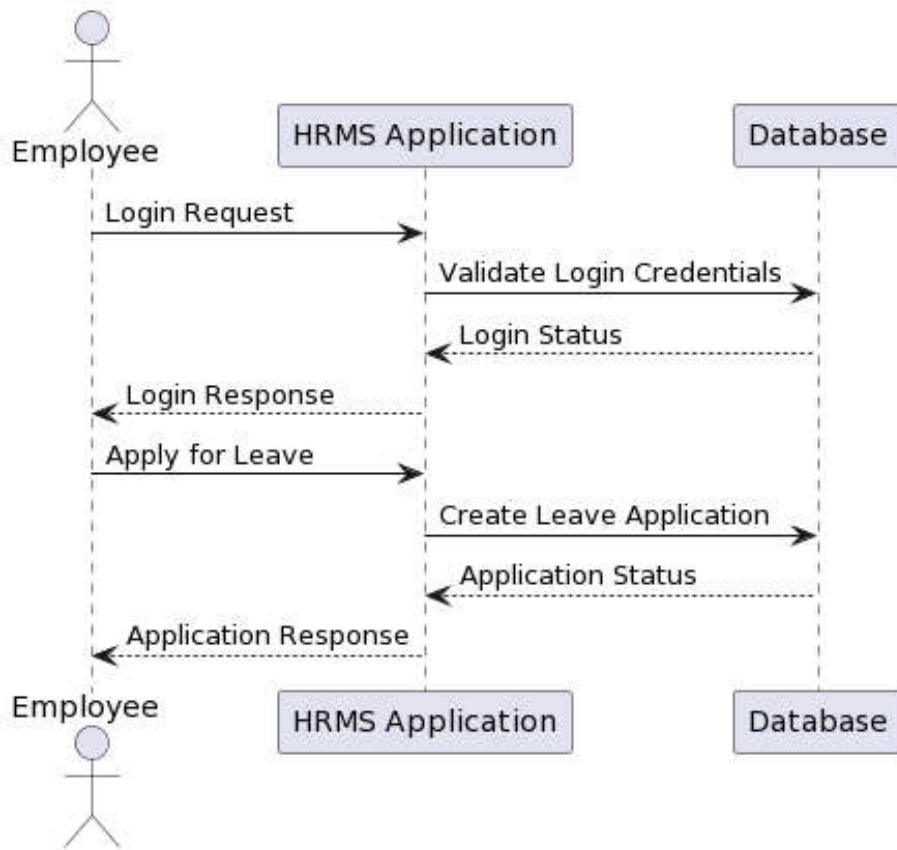 Employee
HRMS Application
Database
Login Request
Validate Login Credentials
Login Status
Login Response
Apply for Leave
Create Leave Application
Application Status
Application Response
Employee
HRMS Application
Database